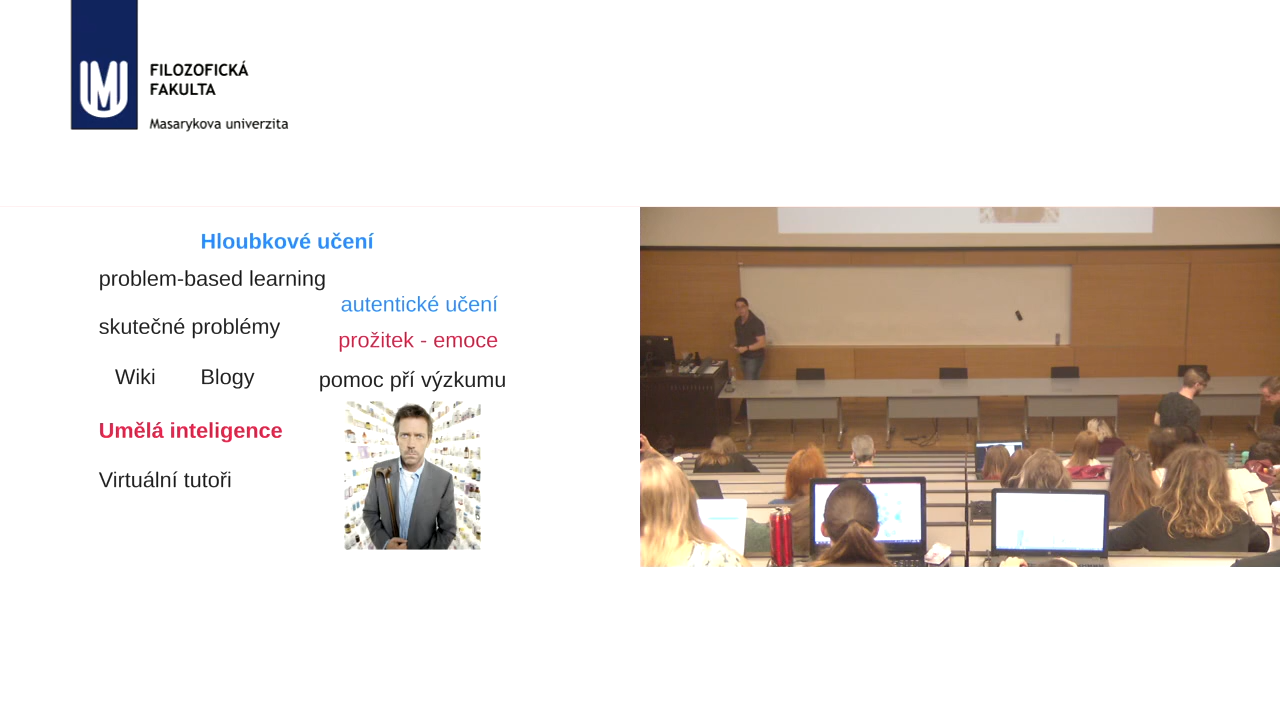 FILOZOFICKÁ
FAKULTA
Masarykova univerzita
Hloubkové učení
problem-based learning
autentické učení
skutečné problémy
prožitek - emoce
Wiki
Blogy
pomoc pří výzkumu
Umělá inteligence
Virtuální tutoři